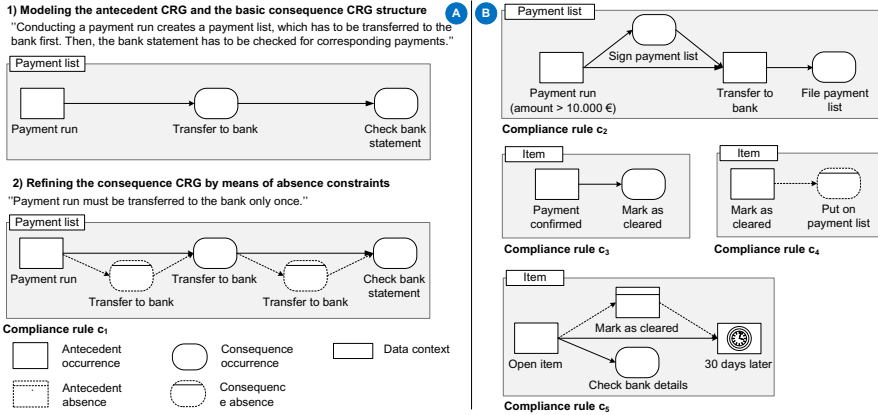 1) Modeling the antecedent CRG and the basic consequence CRG structure
A
"Conducting a payment run creates a payment list, which has to be transferred to the
bank first. Then, the bank statement has to be checked for corresponding payments."
Payment list
Payment run
Transfer to bank
Check bank
statement
2) Refining the consequence CRG by means of absence constraints
"Payment run must be transferred to the bank only once."
Payment list
Payment run
Transfer to bank
Check bank
statement
Transfer to bank
Transfer to bank
Compliance rule c1
Antecedent
occurrence
Consequence
occurrence
Data context
Antecedent
absence
Consequenc
e absence
B
Payment list
Sign payment list
Payment run
(amount > 10.000 €)
Transfer to
bank
File payment
list
Compliance rule c2
Item
Payment
confirmed
Mark as
cleared
Compliance rule c3
Item
Mark as
cleared
Put on
payment list
Compliance rule c4
Item
Mark as cleared
Open item
30 days later
Check bank details
Compliance rule c5